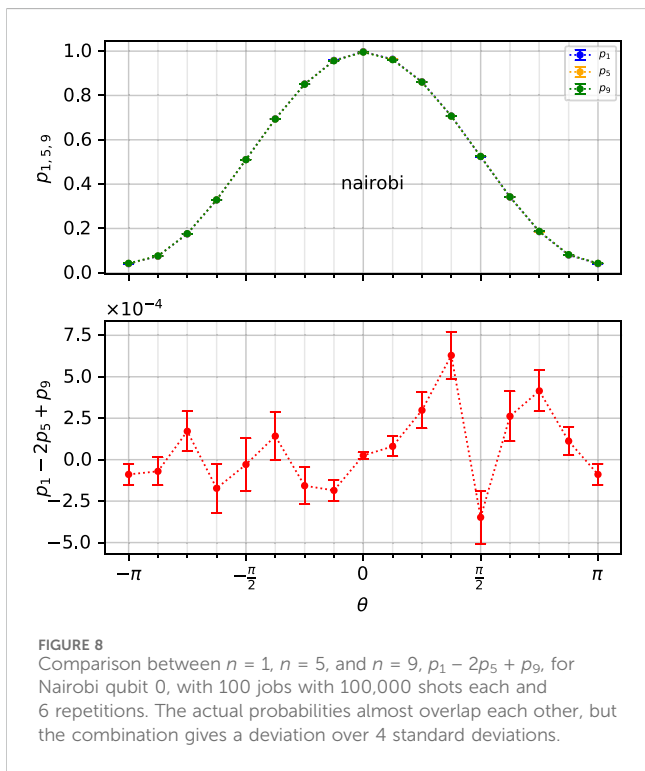 1.0
0.8
0.6
0.4
0.2
0.0
p1, 5, 9
nairobi
p1
p5
p9
×10−4
7.5
5.0
2.5
0.0
−2.5
−5.0
p1 − 2p5 + p9
−π
−π/2
0
π/2
π
θ
FIGURE 8
Comparison between n = 1, n = 5, and n = 9, p1 − 2p5 + p9, for
Nairobi qubit 0, with 100 jobs with 100,000 shots each and
6 repetitions. The actual probabilities almost overlap each other, but
the combination gives a deviation over 4 standard deviations.